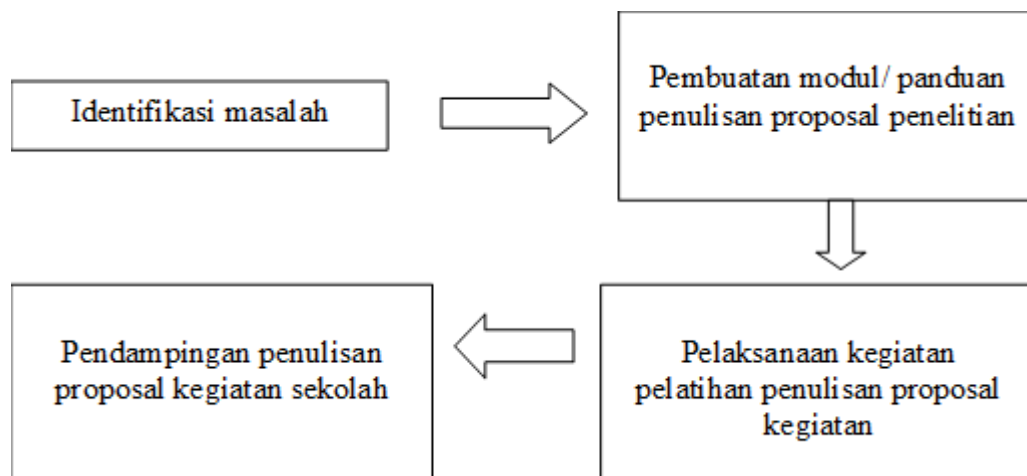 Identifikasi masalah
Pembuatan modul/ panduan
penulisan proposal penelitian
Pelaksanaan kegiatan
pelatihan penulisan proposal
kegiatan
Pendampingan penulisan
proposal kegiatan sekolah